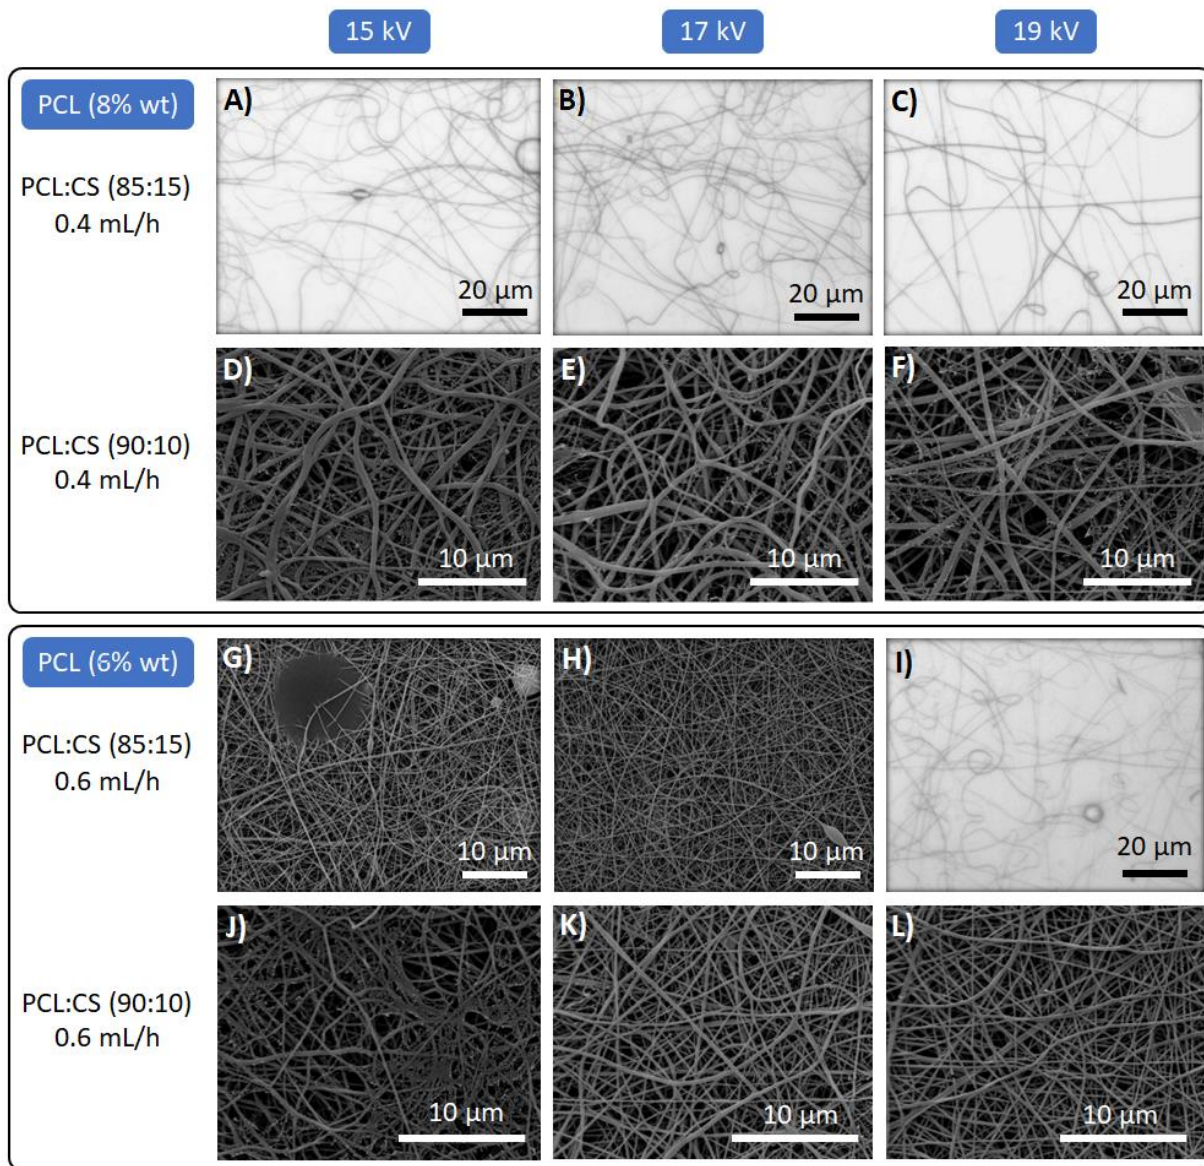 15 kV
17 kV
19 kV
PCL (8% wt)
PCL:CS (85:15)
0.4 mL/h
A)
20 µm
B)
20 µm
C)
20 µm
PCL:CS (90:10)
0.4 mL/h
D)
10 µm
E)
10 µm
F)
10 µm
PCL (6% wt)
PCL:CS (85:15)
0.6 mL/h
G)
10 µm
H)
10 µm
I)
20 µm
PCL:CS (90:10)
0.6 mL/h
J)
10 µm
K)
10 µm
L)
10 µm